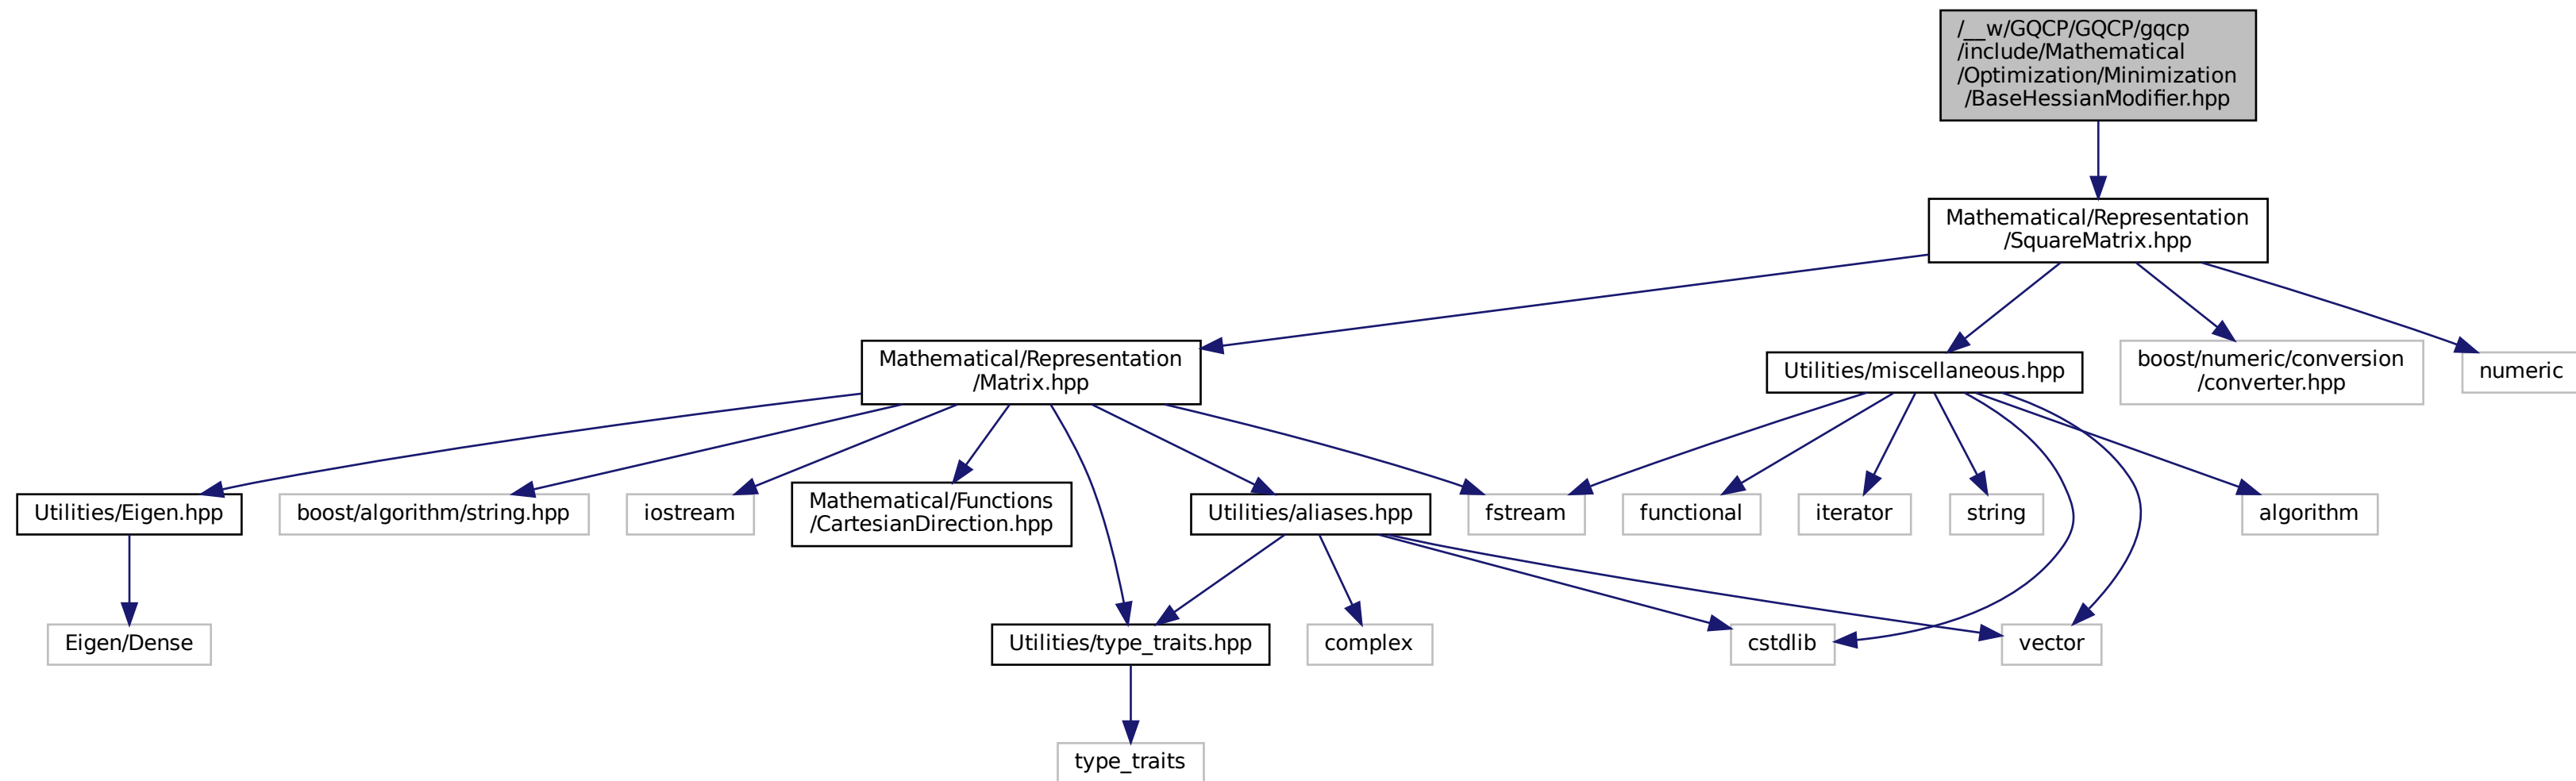 /__w/GQCP/GQCP/gqcp
/include/Mathematical
/Optimization/Minimization
/BaseHessianModifier.hpp
Mathematical/Representation
/SquareMatrix.hpp
Mathematical/Representation
/Matrix.hpp
Utilities/miscellaneous.hpp
boost/numeric/conversion
/converter.hpp
numeric
Utilities/Eigen.hpp
boost/algorithm/string.hpp
iostream
Mathematical/Functions
/CartesianDirection.hpp
Utilities/aliases.hpp
fstream
functional
iterator
string
algorithm
Eigen/Dense
Utilities/type_traits.hpp
complex
cstdlib
vector
type_traits